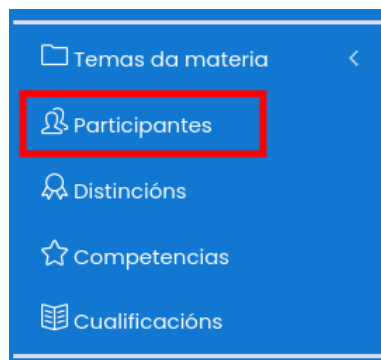 Temas da materia
Participantes
Distincións
Competencias
Cualificacións